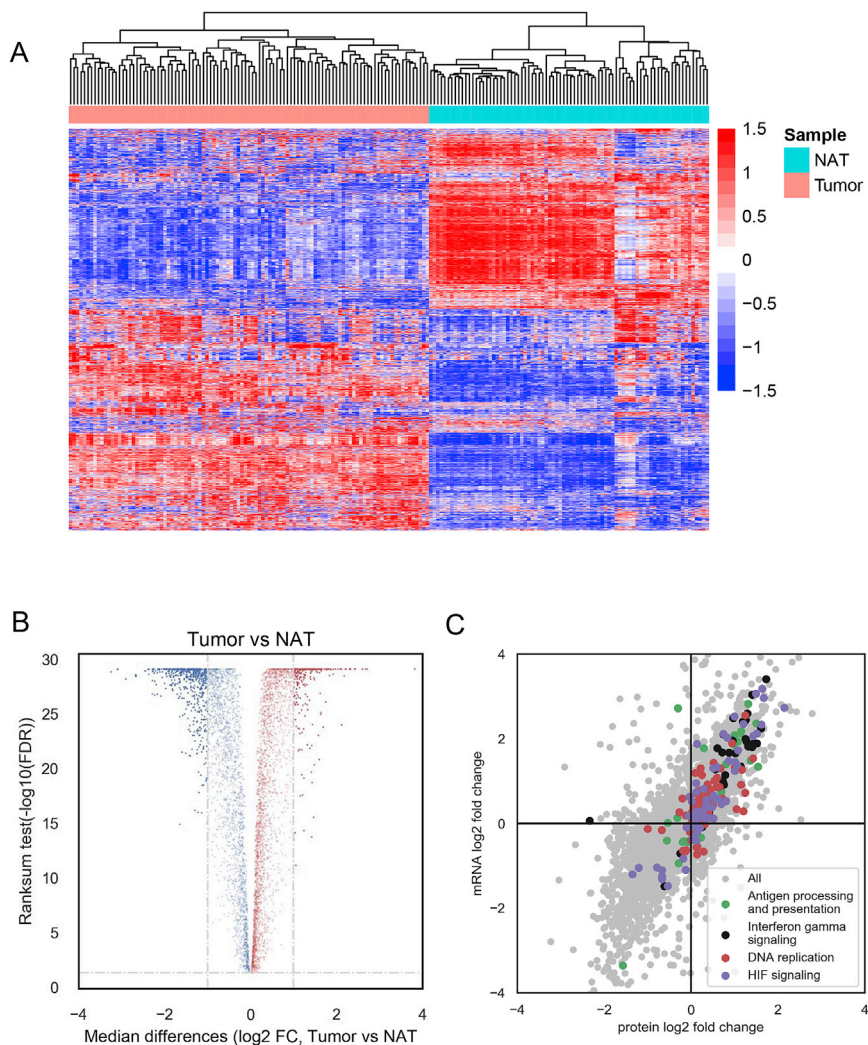 A
1.5
1
0.5
0
−0.5
−1
−1.5
Sample
NAT
Tumor
B
Tumor vs NAT
30
25
20
15
10
5
0
Ranksum test(-log10(FDR))
−4
−2
0
2
4
Median differences (log2 FC, Tumor vs NAT
C
4
2
0
−2
−4
mRNA log2 fold change
All
Antigen processing
and presentation
Interferon gamma
signaling
DNA replication
HIF signaling
−4
−2
0
2
4
protein log2 fold change